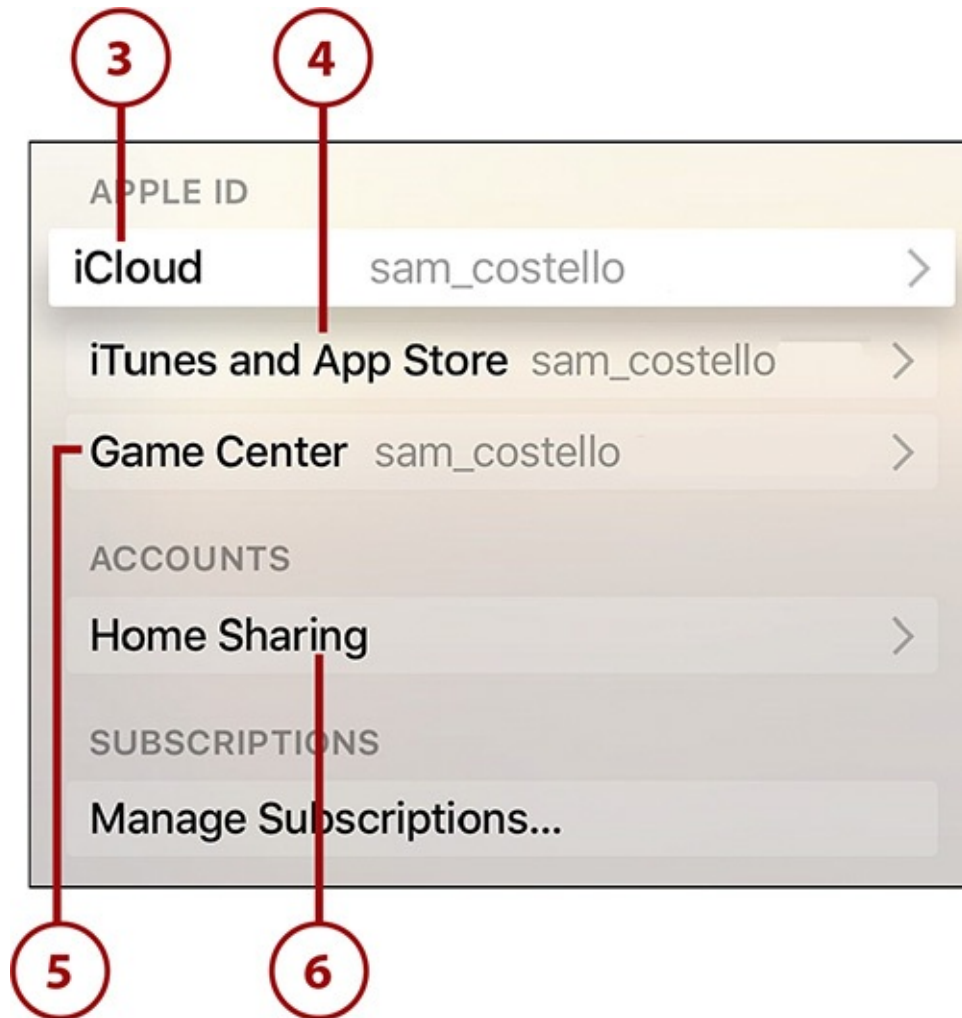 3 4
APPLE ID
iCloud sam_costello
iTunes and App Store sam_costello
Game Center sam_costello
ACCOUNTS
Home Sharing
SUBSCRIPTIONS
Manage Subscriptions...
5 6